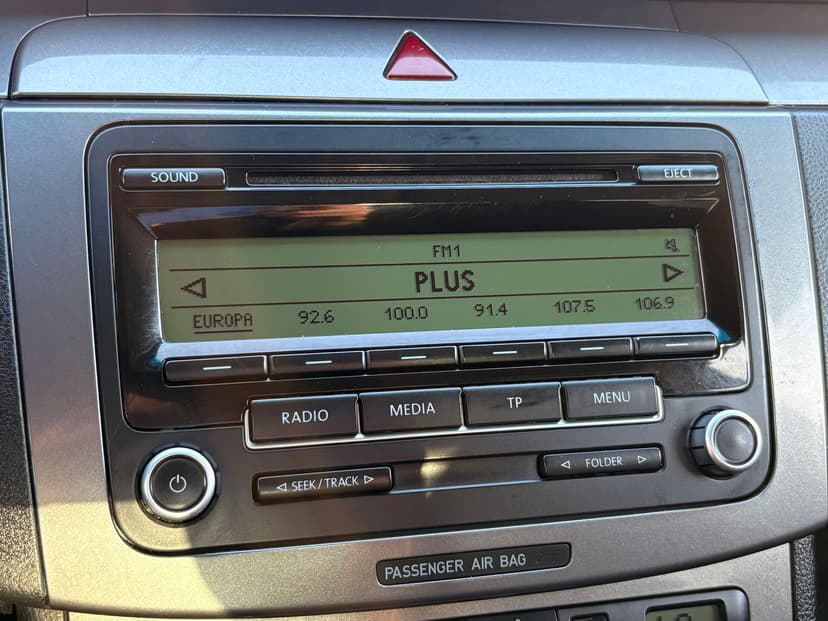 SOUND
EJECT
FM1
PLUS
EUROPA 92.6 100.0 91.4 107.5 106.9
RADIO MEDIA TP MENU
SEEK/TRACK
FOLDER
PASSENGER AIR BAG